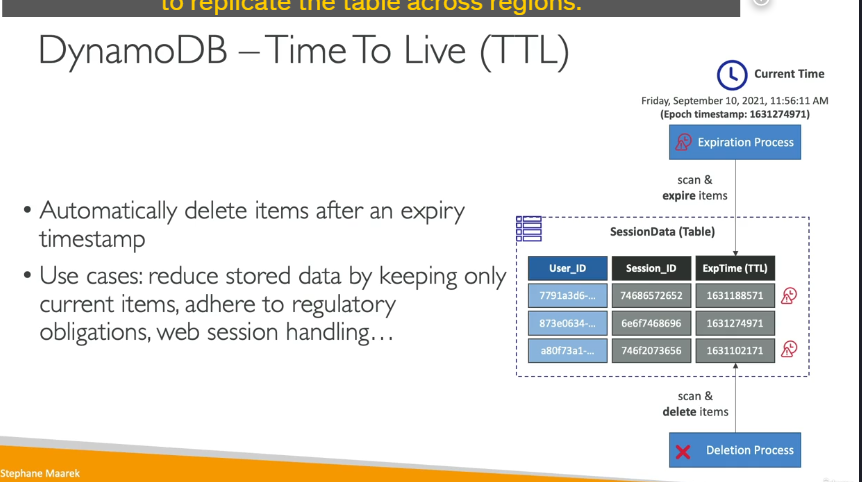 to replicate the table across regions.
DynamoDB – Time To Live (TTL)
Current Time
Friday, September 10, 2021, 11:56:11 AM
(Epoch timestamp: 1631274971)
Expiration Process
scan &
expire items
• Automatically delete items after an expiry
timestamp
• Use cases: reduce stored data by keeping only
current items, adhere to regulatory
obligations, web session handling…
SessionData (Table)
User_ID Session_ID ExpTime (TTL)
7791a3d6-... 74686572652 1631188571
873e0634-... 6e6f7468696 1631274971
a80f73a1-... 746f2073656 1631102171
scan &
delete items
Deletion Process
Stephane Maarek